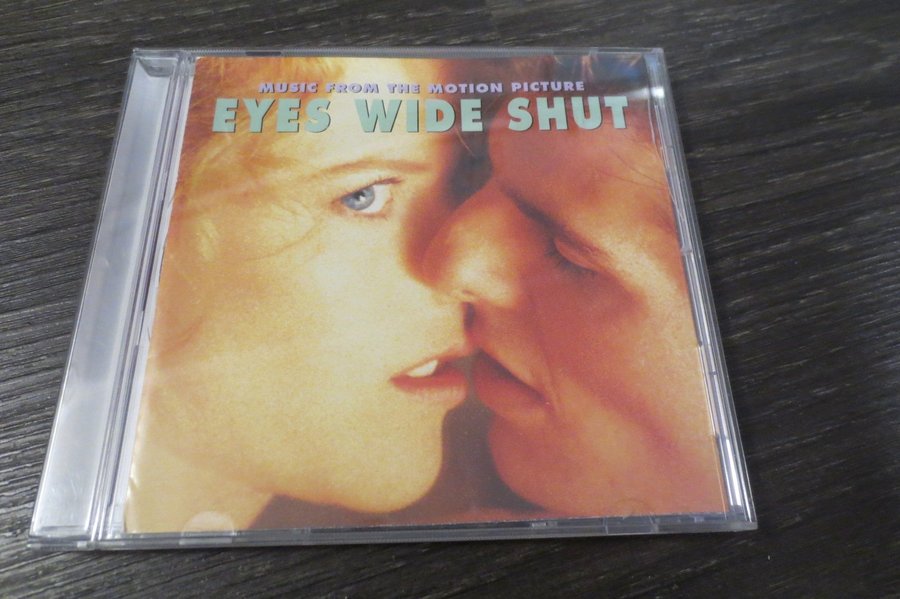 MUSIC FROM THE MOTION PICTURE
EYES WIDE SHUT